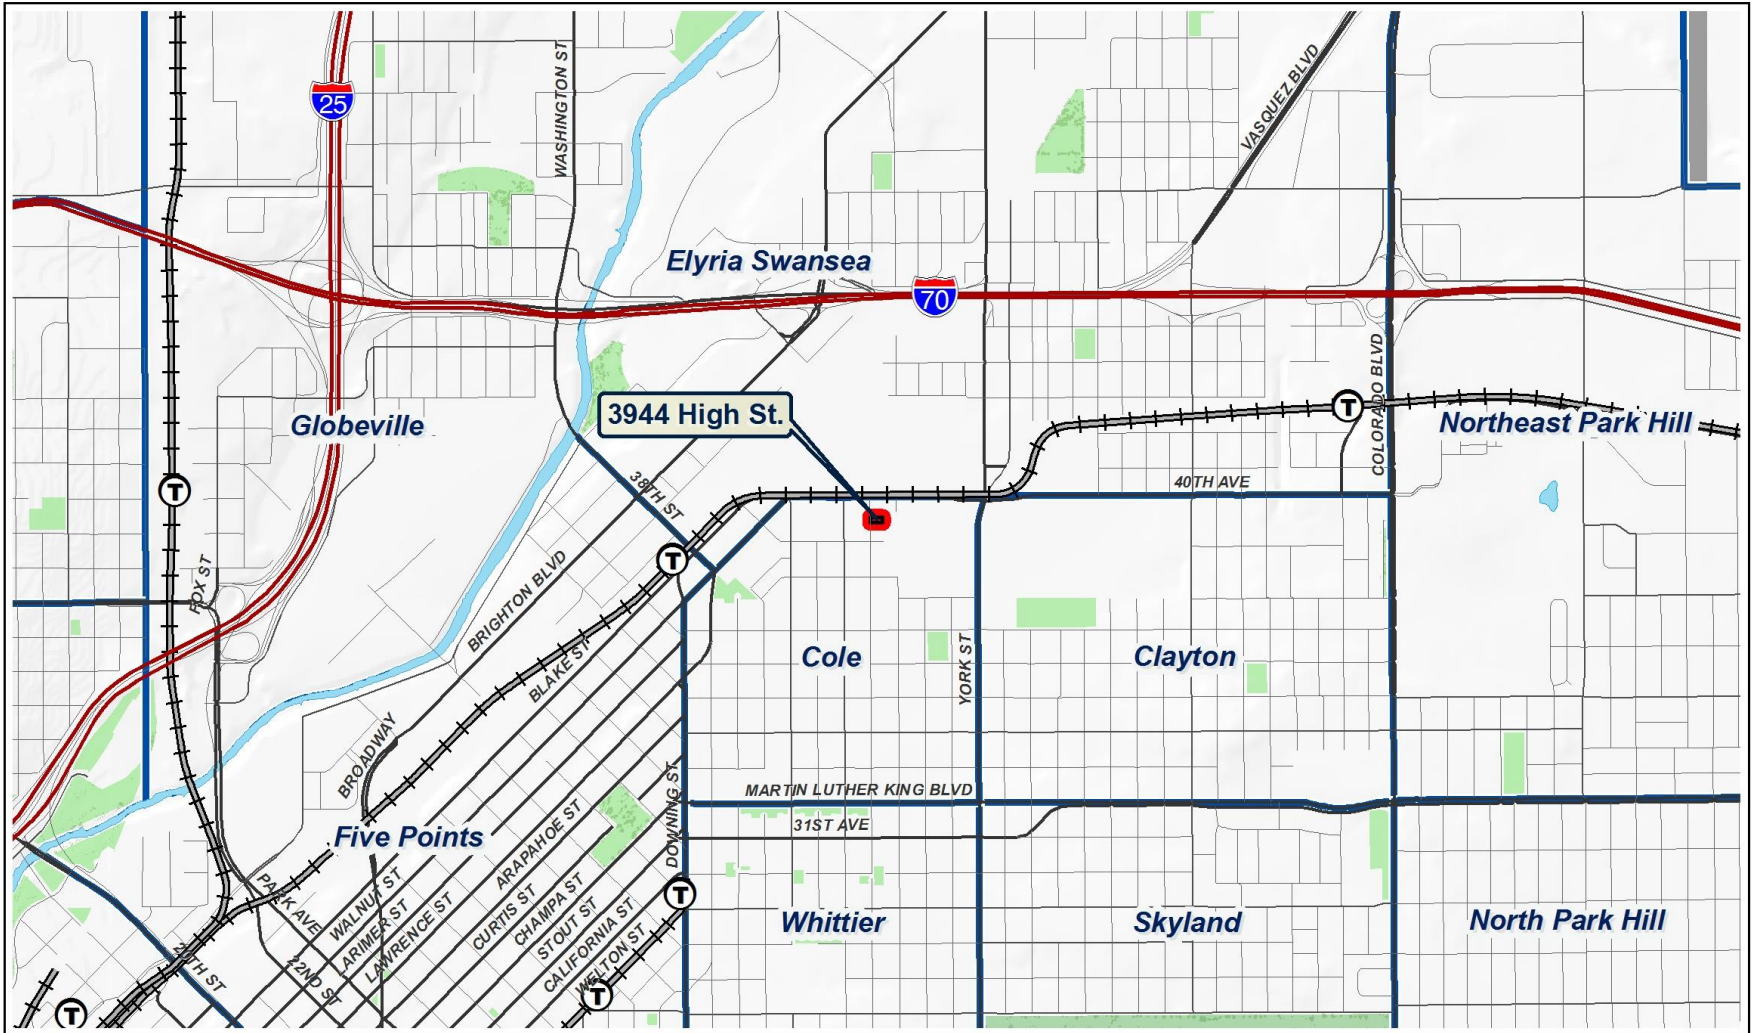 25
WASHINGTON ST
VASQUEZ BLVD
Elyria Swansea
70
COLORADO BLVD
3944 High St.
Globeville
T
Northeast Park Hill
T
38TH ST
40TH AVE
T
FOX ST
BRIGHTON BLVD
BLAKE ST
Cole
YORK ST
Clayton
BROADWAY
DOWNING ST
MARTIN LUTHER KING BLVD
31ST AVE
Five Points
ARAPAHOE ST
PARK AVE
WALNUT ST
LARIMER ST
LAWRENCE ST
CURTIS ST
CHAMPA ST
STOUT ST
CALIFORNIA ST
WELTON ST
T
Whittier
Skyland
North Park Hill
22ND ST
T
T